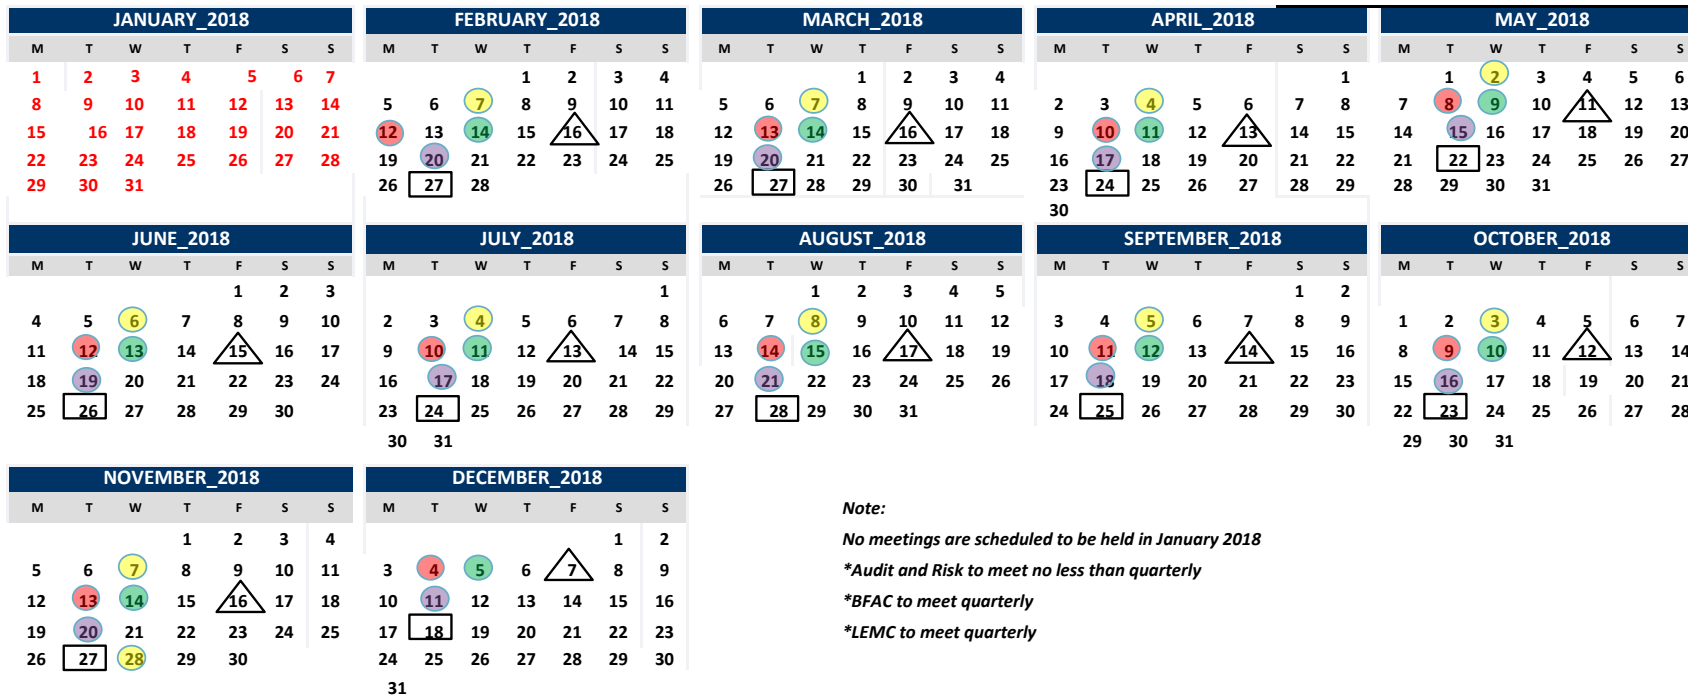 JANUARY_2018 FEBRUARY_2018 MARCH_2018 APRIL_2018 MAY_2018
M T W T F S S M T W T F S S M T W T F S S M T W T F S S M T W T F S S
1 2 3 4 5 6 7 1 2 3 4 1 2 3 4 1 1 2 3 4 5 6
8 9 10 11 12 13 14 5 6 7 8 9 10 11 5 6 7 8 9 10 11 2 3 4 5 6 7 8 7 8 9 10 11 12 13
15 16 17 18 19 20 21 12 13 14 15 16 17 18 12 13 14 15 16 17 18 9 10 11 12 13 14 15 14 15 16 17 18 19 20
22 23 24 25 26 27 28 19 20 21 22 23 24 25 19 20 21 22 23 24 25 16 17 18 19 20 21 22 21 22 23 24 25 26 27
29 30 31 26 27 28 26 27 28 29 30 31 23 24 25 26 27 28 29 28 29 30 31
30
JUNE_2018 JULY_2018 AUGUST_2018 SEPTEMBER_2018 OCTOBER_2018
M T W T F S S M T W T F S S M T W T F S S M T W T F S S M T W T F S S
1 2 3 1 1 2 3 4 5 1 2
4 5 6 7 8 9 10 2 3 4 5 6 7 8 6 7 8 9 10 11 12 3 4 5 6 7 8 9 1 2 3 4 5 6 7
11 12 13 14 15 16 17 9 10 11 12 13 14 15 13 14 15 16 17 18 19 10 11 12 13 14 15 16 8 9 10 11 12 13 14
18 19 20 21 22 23 24 16 17 18 19 20 21 22 20 21 22 23 24 25 26 17 18 19 20 21 22 23 15 16 17 18 19 20 21
25 26 27 28 29 30 23 24 25 26 27 28 29 27 28 29 30 31 24 25 26 27 28 29 30 22 23 24 25 26 27 28
30 31 29 30 31
NOVEMBER_2018 DECEMBER_2018
M T W T F S S M T W T F S S Note:
1 2 3 4 1 2 No meetings are scheduled to be held in January 2018
5 6 7 8 9 10 11 3 4 5 6 7 8 9 *Audit and Risk to meet no less than quarterly
12 13 14 15 16 17 18 10 11 12 13 14 15 16 *BFAC to meet quarterly
19 20 21 22 23 24 25 17 18 19 20 21 22 23 *LEMC to meet quarterly
26 27 28 29 30 24 25 26 27 28 29 30
31